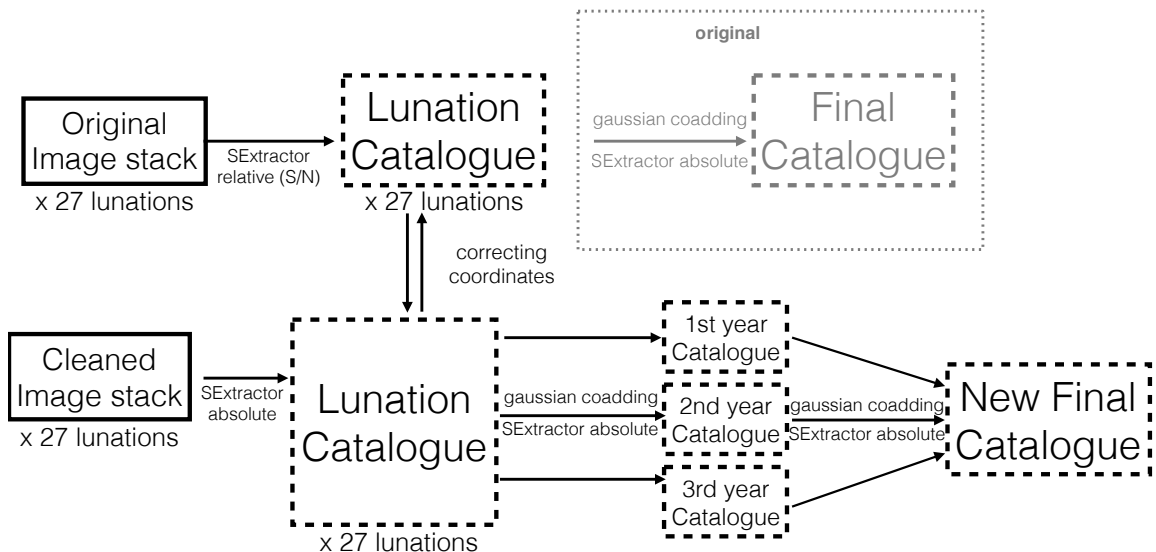 original
Original
Image stack
x 27 lunations
SExtractor
relative (S/N)
Lunation
Catalogue
x 27 lunations
gaussian coadding
SExtractor absolute
Final
Catalogue
correcting
coordinates
Cleaned
Image stack
x 27 lunations
SExtractor
absolute
Lunation
Catalogue
x 27 lunations
gaussian coadding
SExtractor absolute
1st year
Catalogue
2nd year
Catalogue
3rd year
Catalogue
gaussian coadding
SExtractor absolute
New Final
Catalogue